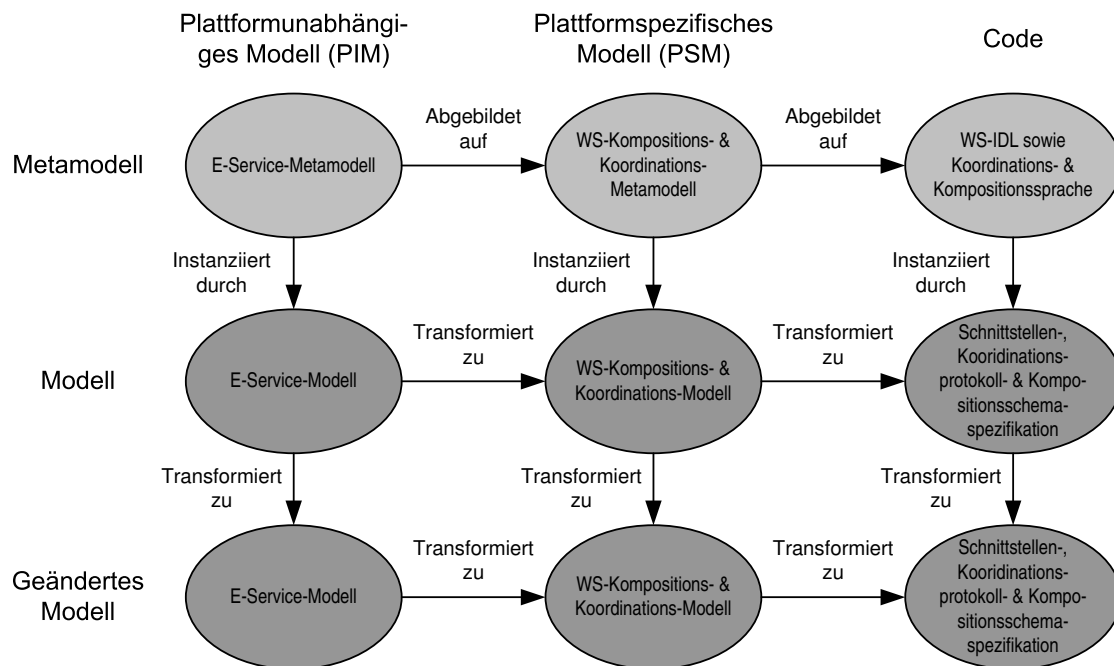 Plattformunabhängi-
ges Modell (PIM)
Plattformspezifisches
Modell (PSM)
Code
Metamodell
E-Service-Metamodell
Abgebildet
auf
WS-Kompositions- &
Koordinations-
Metamodell
Abgebildet
auf
WS-IDL sowie
Koordinations- &
Kompositionssprache
Instanziiert
durch
Instanziiert
durch
Instanziiert
durch
Modell
E-Service-Modell
Transformiert
zu
WS-Kompositions- &
Koordinations-Modell
Transformiert
zu
Schnittstellen-,
Kooridinations-
protokoll- & Kompo-
sitionsschema-
spezifikation
Transformiert
zu
Transformiert
zu
Transformiert
zu
Geändertes
Modell
E-Service-Modell
Transformiert
zu
WS-Kompositions- &
Koordinations-Modell
Transformiert
zu
Schnittstellen-,
Kooridinations-
protokoll- & Kompo-
sitionsschema-
spezifikation